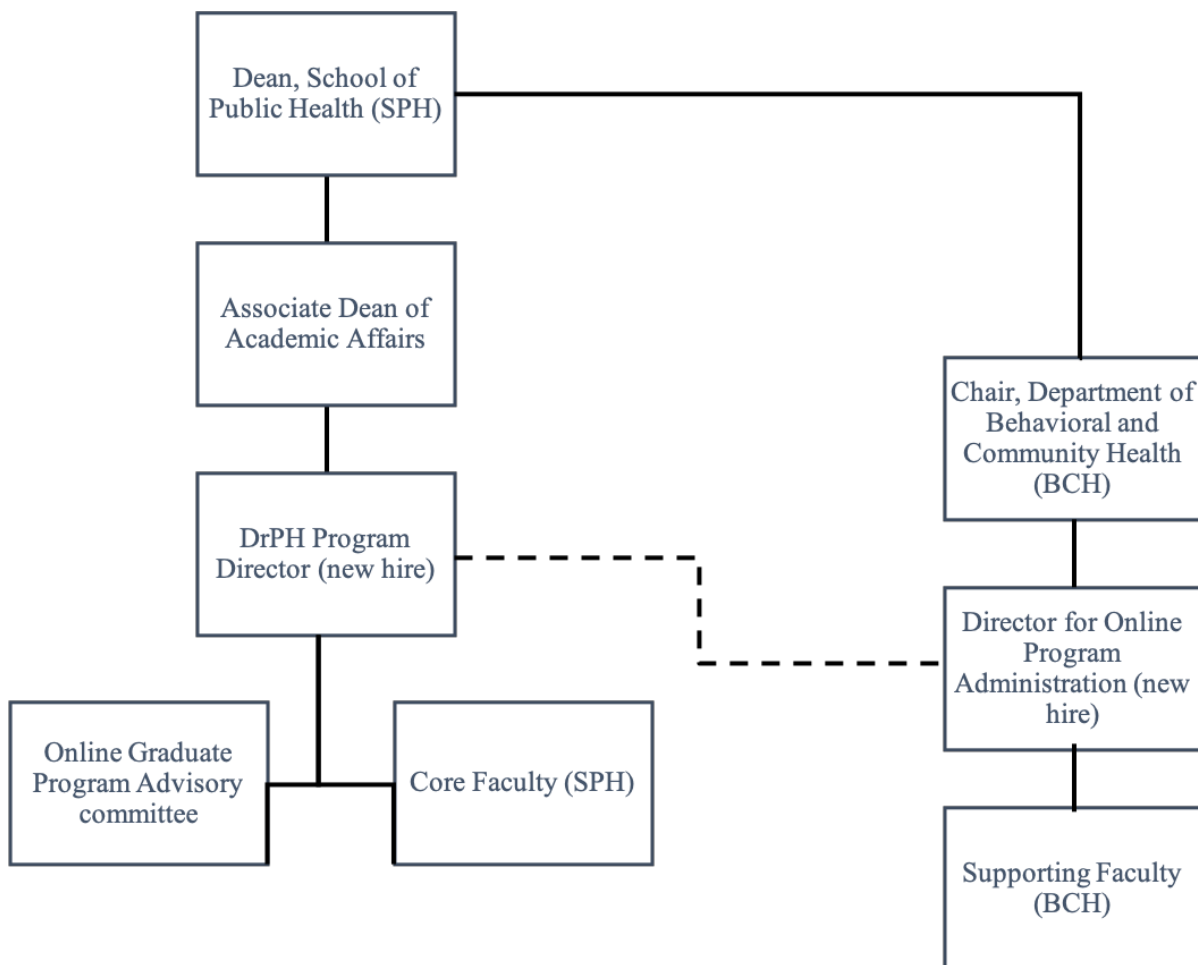 Dean, School of
Public Health (SPH)
Associate Dean of
Academic Affairs
Chair, Department of
Behavioral and
Community Health
(BCH)
DrPH Program
Director (new hire)
Director for Online
Program
Administration (new
hire)
Online Graduate
Program Advisory
committee
Core Faculty (SPH)
Supporting Faculty
(BCH)